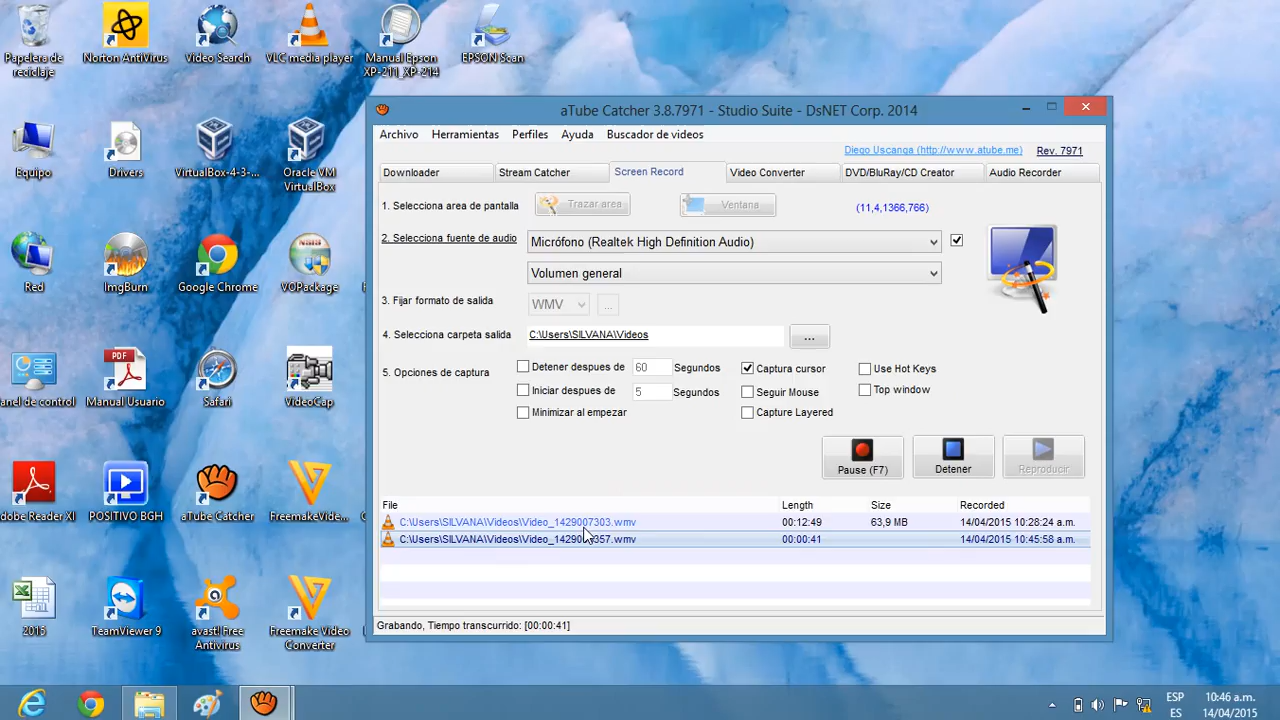 Papelera de reciclaje
Norton AntiVirus
Video Search
VLC media player
Manual Epson XP-211_XP-214
EPSON Scan
Equipo
Drivers
VirtualBox-4-3-...
Oracle VM VirtualBox
Red
ImgBurn
Google Chrome
VOPackage
anel de control
PDF
Manual Usuario
Safari
VideoCap
dobe Reader XI
POSITIVO BGH
aTube Catcher
FreemakeVideo...
2015
TeamViewer 9
avast! Free Antivirus
Freemake Video Converter
aTube Catcher 3.8.7971 - Studio Suite - DsNET Corp. 2014
Archivo Herramientas Perfiles Ayuda Buscador de videos
Diego Uscanga (http://www.atube.me) Rev. 7971
Downloader Stream Catcher Screen Record Video Converter DVD/BluRay/CD Creator Audio Recorder
1. Selecciona area de pantalla Trazar area Ventana (11,4,1366,766)
2. Selecciona fuente de audio Micrófono (Realtek High Definition Audio)
Volumen general
3. Fijar formato de salida WMV ...
4. Selecciona carpeta salida C:\Users\SILVANA\Videos ...
5. Opciones de captura Detener despues de 60 Segundos Captura cursor Use Hot Keys
Iniciar despues de 5 Segundos Seguir Mouse Top window
Minimizar al empezar Capture Layered
Pause (F7) Detener Reproducir
File Length Size Recorded
C:\Users\SILVANA\Videos\Video_1429007303.wmv 00:12:49 63,9 MB 14/04/2015 10:28:24 a.m.
00:00:41 14/04/2015 10:45:58 a.m.
Grabando, Tiempo transcurrido: [00:00:41]
ESP 10:46 a.m.
ES 14/04/2015